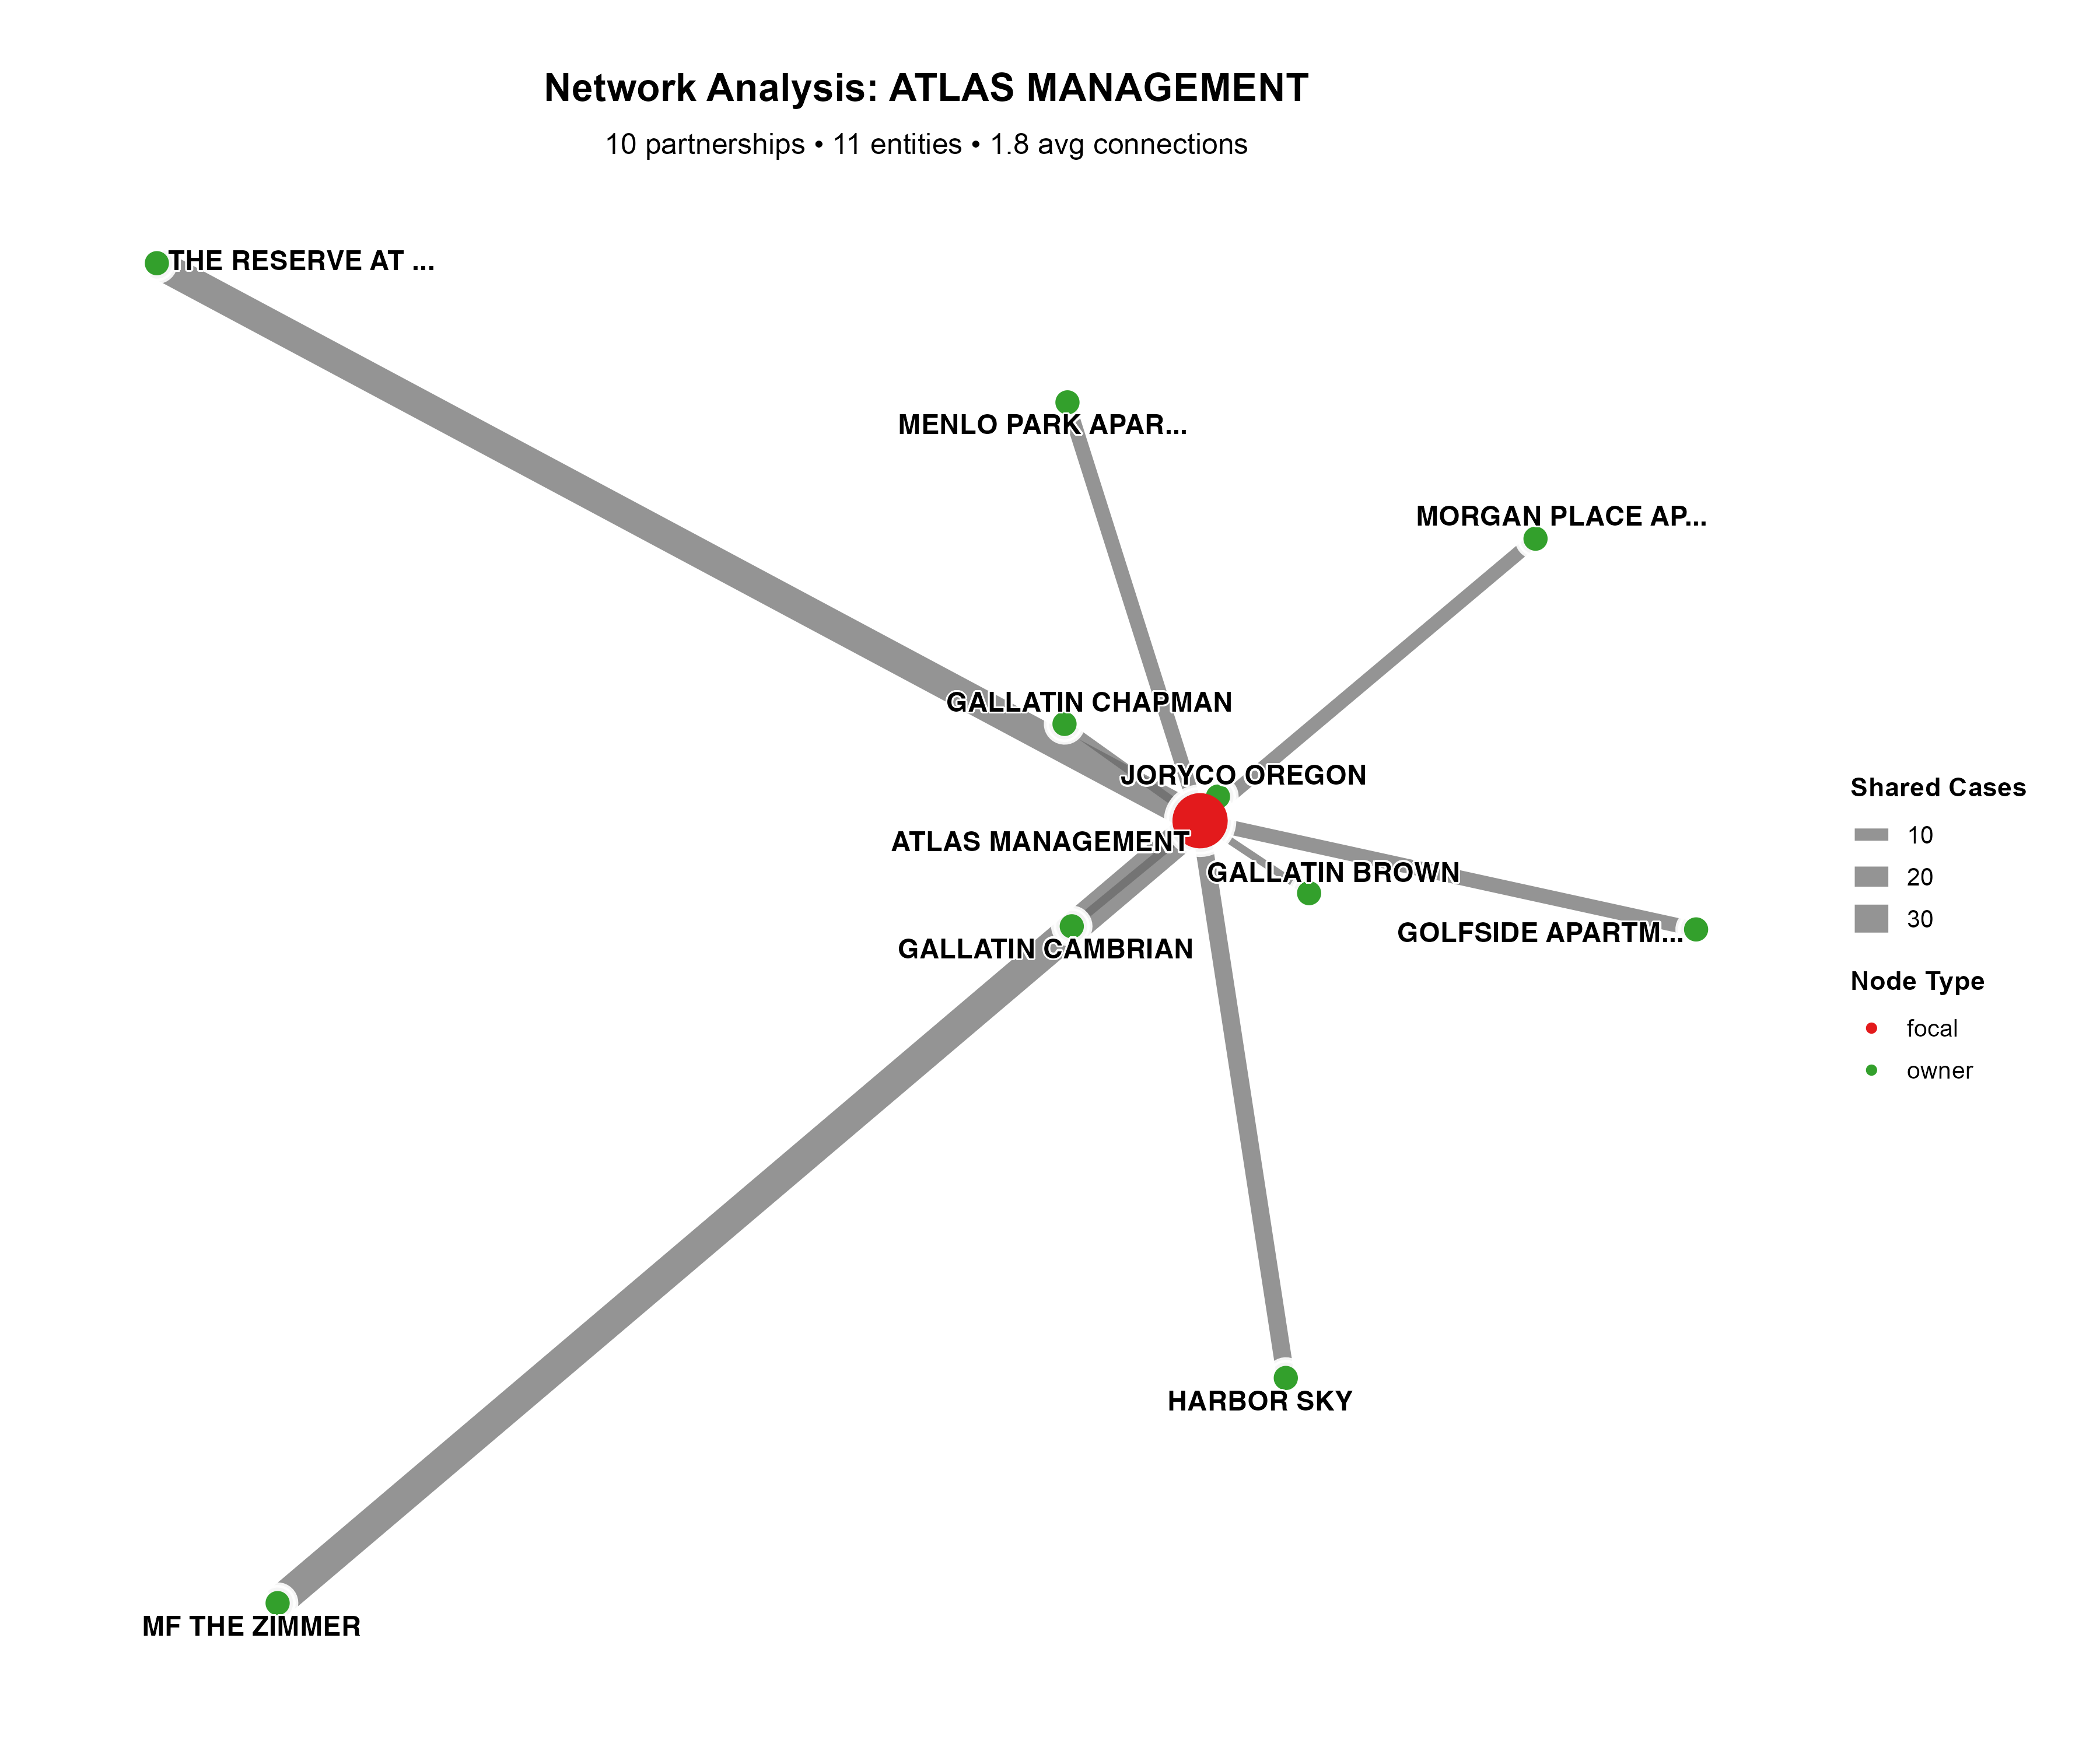 Network Analysis: ATLAS MANAGEMENT
10 partnerships • 11 entities • 1.8 avg connections
THE RESERVE AT ...
MENLO PARK APAR...
MORGAN PLACE AP...
GALLATIN CHAPMAN
JORYCO OREGON
ATLAS MANAGEMENT
GALLATIN BROWN
GOLFSIDE APARTM...
GALLATIN CAMBRIAN
HARBOR SKY
MF THE ZIMMER
Shared Cases
10
20
30
Node Type
focal
owner